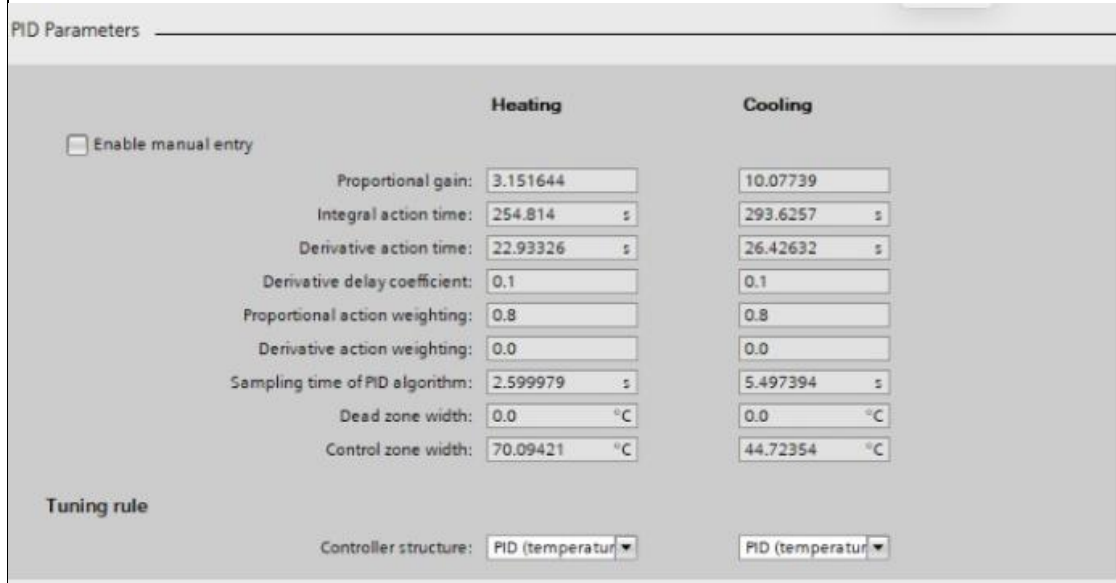 PID Parameters
Heating Cooling
Enable manual entry
Proportional gain: 3.151644 10.07739
Integral action time: 254.814 s 293.6257 s
Derivative action time: 22.93326 s 26.42632 s
Derivative delay coefficient: 0.1 0.1
Proportional action weighting: 0.8 0.8
Derivative action weighting: 0.0 0.0
Sampling time of PID algorithm: 2.599979 s 5.497394 s
Dead zone width: 0.0 °C 0.0 °C
Control zone width: 70.09421 °C 44.72354 °C
Tuning rule
Controller structure: PID (temperatur PID (temperatur